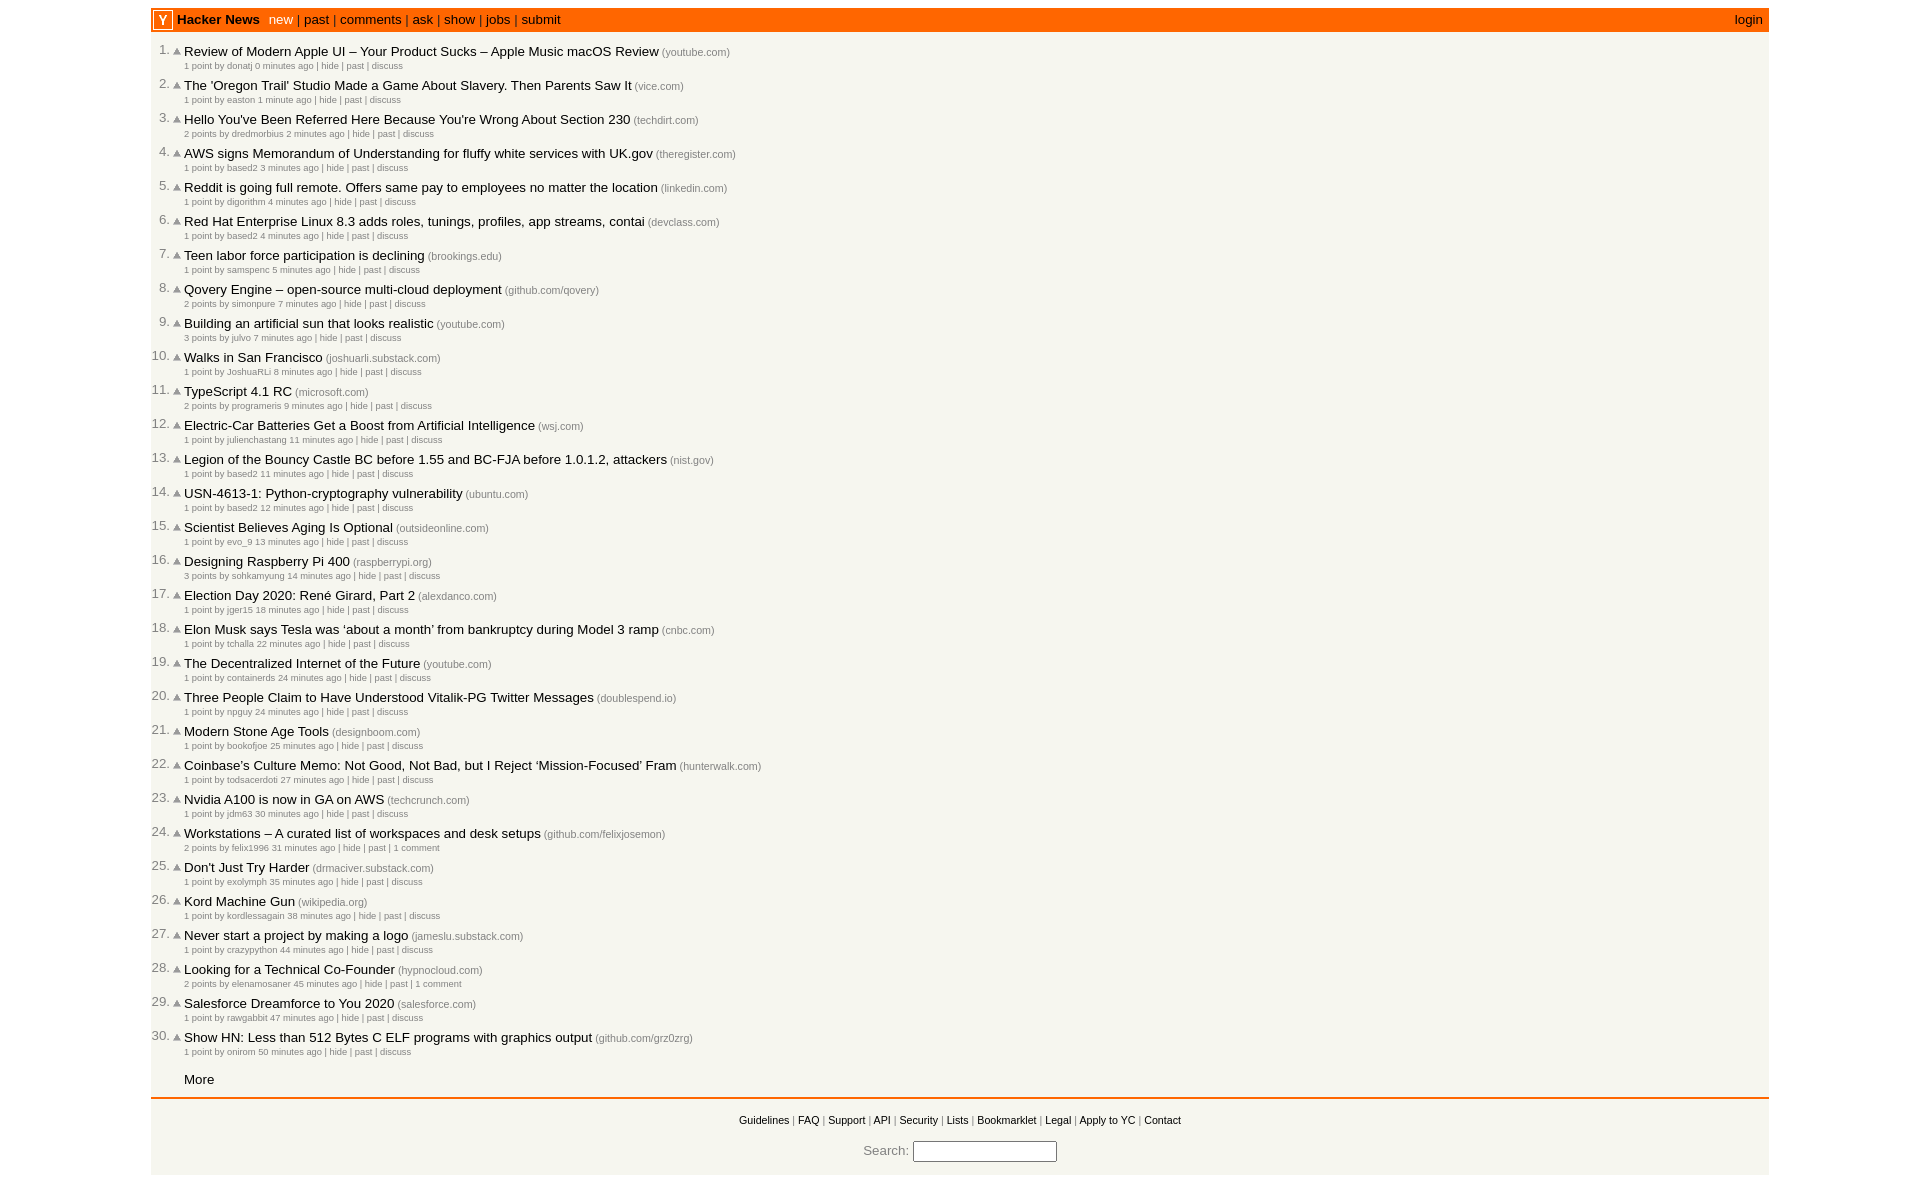 Y Hacker News new | past | comments | ask | show | jobs | submit login
1. Review of Modern Apple UI – Your Product Sucks – Apple Music macOS Review (youtube.com)
1 point by donatj 0 minutes ago | hide | past | discuss
2. The 'Oregon Trail' Studio Made a Game About Slavery. Then Parents Saw It (vice.com)
1 point by easton 1 minute ago | hide | past | discuss
3. Hello You've Been Referred Here Because You're Wrong About Section 230 (techdirt.com)
2 points by dredmorbius 2 minutes ago | hide | past | discuss
4. AWS signs Memorandum of Understanding for fluffy white services with UK.gov (theregister.com)
1 point by based2 3 minutes ago | hide | past | discuss
5. Reddit is going full remote. Offers same pay to employees no matter the location (linkedin.com)
1 point by digorithm 4 minutes ago | hide | past | discuss
6. Red Hat Enterprise Linux 8.3 adds roles, tunings, profiles, app streams, contai (devclass.com)
1 point by based2 4 minutes ago | hide | past | discuss
7. Teen labor force participation is declining (brookings.edu)
1 point by samspenc 5 minutes ago | hide | past | discuss
8. Qovery Engine – open-source multi-cloud deployment (github.com/qovery)
2 points by simonpure 7 minutes ago | hide | past | discuss
9. Building an artificial sun that looks realistic (youtube.com)
3 points by julvo 7 minutes ago | hide | past | discuss
10. Walks in San Francisco (joshuarli.substack.com)
1 point by JoshuaRLi 8 minutes ago | hide | past | discuss
11. TypeScript 4.1 RC (microsoft.com)
2 points by programeris 9 minutes ago | hide | past | discuss
12. Electric-Car Batteries Get a Boost from Artificial Intelligence (wsj.com)
1 point by julienchastang 11 minutes ago | hide | past | discuss
13. Legion of the Bouncy Castle BC before 1.55 and BC-FJA before 1.0.1.2, attackers (nist.gov)
1 point by based2 11 minutes ago | hide | past | discuss
14. USN-4613-1: Python-cryptography vulnerability (ubuntu.com)
1 point by based2 12 minutes ago | hide | past | discuss
15. Scientist Believes Aging Is Optional (outsideonline.com)
1 point by evo_9 13 minutes ago | hide | past | discuss
16. Designing Raspberry Pi 400 (raspberrypi.org)
3 points by sohkamyung 14 minutes ago | hide | past | discuss
17. Election Day 2020: René Girard, Part 2 (alexdanco.com)
1 point by jger15 18 minutes ago | hide | past | discuss
18. Elon Musk says Tesla was ‘about a month’ from bankruptcy during Model 3 ramp (cnbc.com)
1 point by tchalla 22 minutes ago | hide | past | discuss
19. The Decentralized Internet of the Future (youtube.com)
1 point by containerds 24 minutes ago | hide | past | discuss
20. Three People Claim to Have Understood Vitalik-PG Twitter Messages (doublespend.io)
1 point by npguy 24 minutes ago | hide | past | discuss
21. Modern Stone Age Tools (designboom.com)
1 point by bookofjoe 25 minutes ago | hide | past | discuss
22. Coinbase’s Culture Memo: Not Good, Not Bad, but I Reject ‘Mission-Focused’ Fram (hunterwalk.com)
1 point by todsacerdoti 27 minutes ago | hide | past | discuss
23. Nvidia A100 is now in GA on AWS (techcrunch.com)
1 point by jdm63 30 minutes ago | hide | past | discuss
24. Workstations – A curated list of workspaces and desk setups (github.com/felixjosemon)
2 points by felix1996 31 minutes ago | hide | past | 1 comment
25. Don't Just Try Harder (drmaciver.substack.com)
1 point by exolymph 35 minutes ago | hide | past | discuss
26. Kord Machine Gun (wikipedia.org)
1 point by kordlessagain 38 minutes ago | hide | past | discuss
27. Never start a project by making a logo (jameslu.substack.com)
1 point by crazypython 44 minutes ago | hide | past | discuss
28. Looking for a Technical Co-Founder (hypnocloud.com)
2 points by elenamosaner 45 minutes ago | hide | past | 1 comment
29. Salesforce Dreamforce to You 2020 (salesforce.com)
1 point by rawgabbit 47 minutes ago | hide | past | discuss
30. Show HN: Less than 512 Bytes C ELF programs with graphics output (github.com/grz0zrg)
1 point by onirom 50 minutes ago | hide | past | discuss
More
Guidelines | FAQ | Support | API | Security | Lists | Bookmarklet | Legal | Apply to YC | Contact
Search: